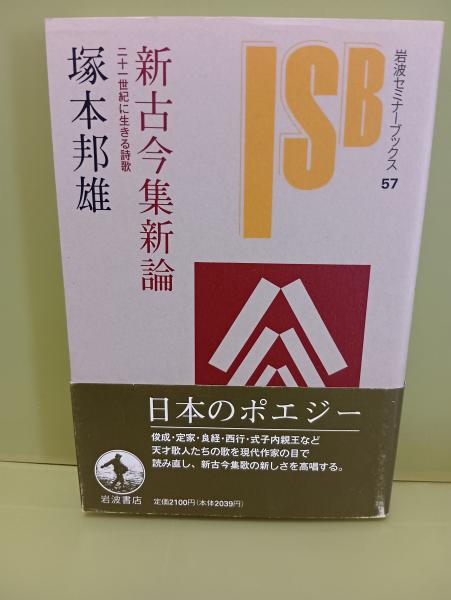 岩波セミナーブックス
57
ISB
新古今集新論
二十一世紀に生きる詩歌
塚本邦雄
日本のポエジー
俊成・定家・良経・西行・式子内親王など
天才歌人たちの歌を現代作家の目で
読み直し、新古今集歌の新しさを高唱する。
岩波書店
定価2100円(本体2039円)